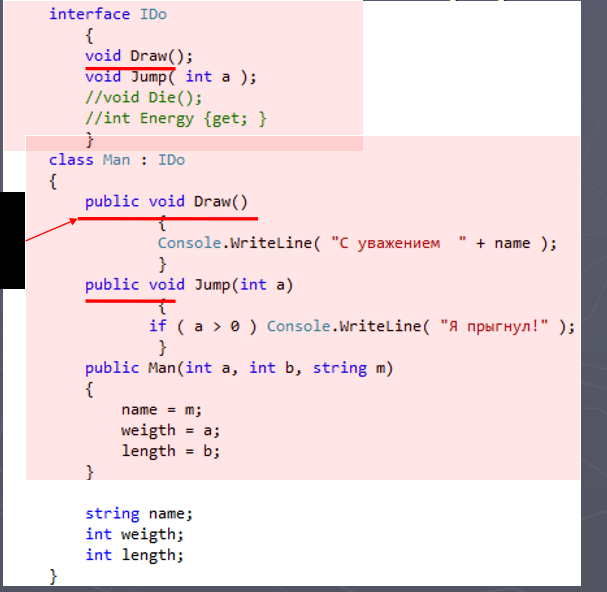 interface IDo
{
void Draw();
void Jump( int a );
//void Die();
//int Energy {get; }
}
class Man : IDo
{
public void Draw()
{
Console.WriteLine( "С уважением  " + name );
}
public void Jump(int a)
{
if ( a > 0 ) Console.WriteLine( "Я прыгнул!" );
}
public Man(int a, int b, string m)
{
name = m;
weigth = a;
length = b;
}
string name;
int weigth;
int length;
}